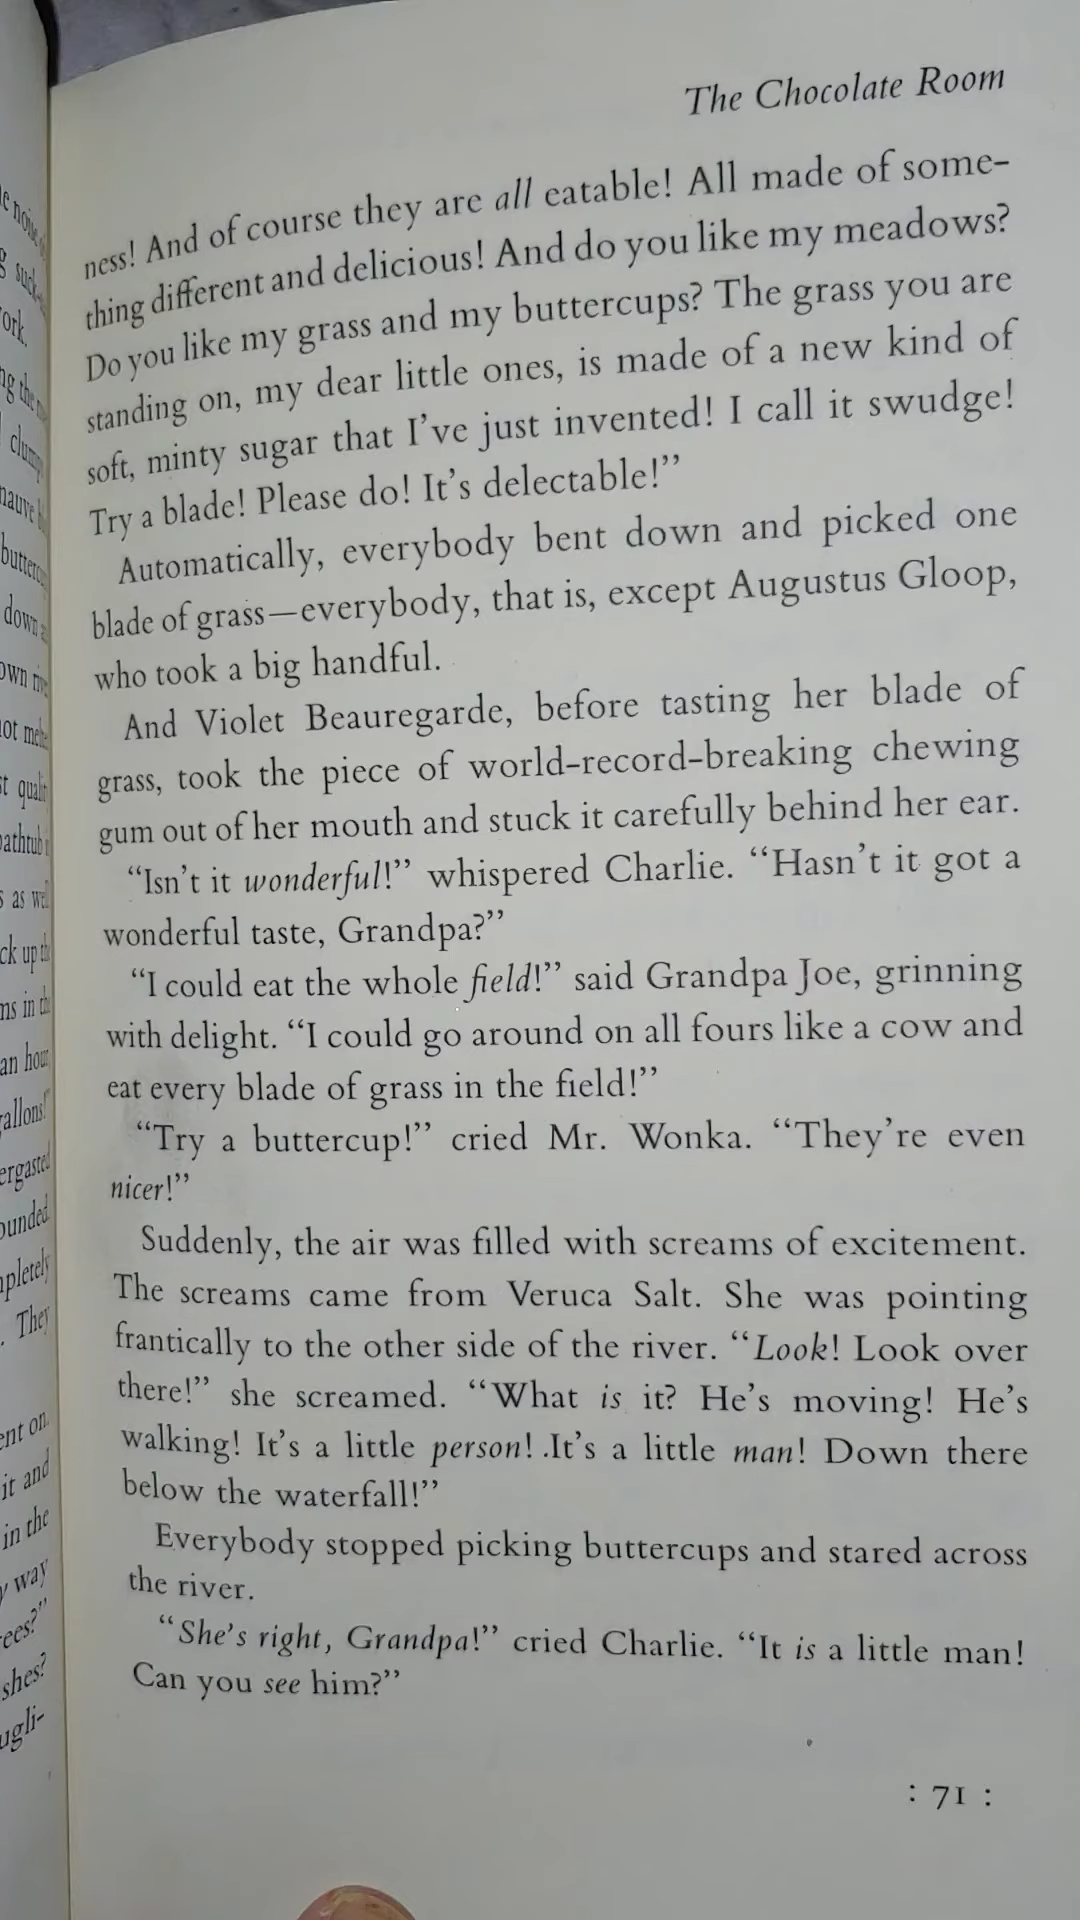 The Chocolate Room
ness! And of course they are all eatable! All made of some-
thing different and delicious! And do you like my meadows?
Do you like my grass and my buttercups? The grass you are
standing on, my dear little ones, is made of a new kind of
soft, minty sugar that I've just invented! I call it swudge!
Try a blade! Please do! It's delectable!”
Automatically, everybody bent down and picked one
blade of grass—everybody, that is, except Augustus Gloop,
who took a big handful.
And Violet Beauregarde, before tasting her blade of
grass, took the piece of world-record-breaking chewing
gum out of her mouth and stuck it carefully behind her ear.
“Isn't it wonderful!” whispered Charlie. “Hasn't it got a
wonderful taste, Grandpa?”
“I could eat the whole field!” said Grandpa Joe, grinning
with delight. “I could go around on all fours like a cow and
eat every blade of grass in the field!”
“Try a buttercup!” cried Mr. Wonka. “They're even
nicer!”
Suddenly, the air was filled with screams of excitement.
The screams came from Veruca Salt. She was pointing
frantically to the other side of the river. “Look! Look over
there!” she screamed. “What is it? He's moving! He's
walking! It's a little person! It's a little man! Down there
below the waterfall!”
Everybody stopped picking buttercups and stared across
the river.
“She's right, Grandpa!” cried Charlie. “It is a little man!
Can you see him?”
: 71 :